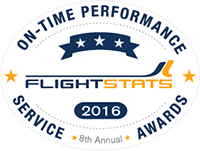 ON-TIME PERFORMANCE
FLIGHTSTATS
2016
SERVICE AWARDS
8th Annual